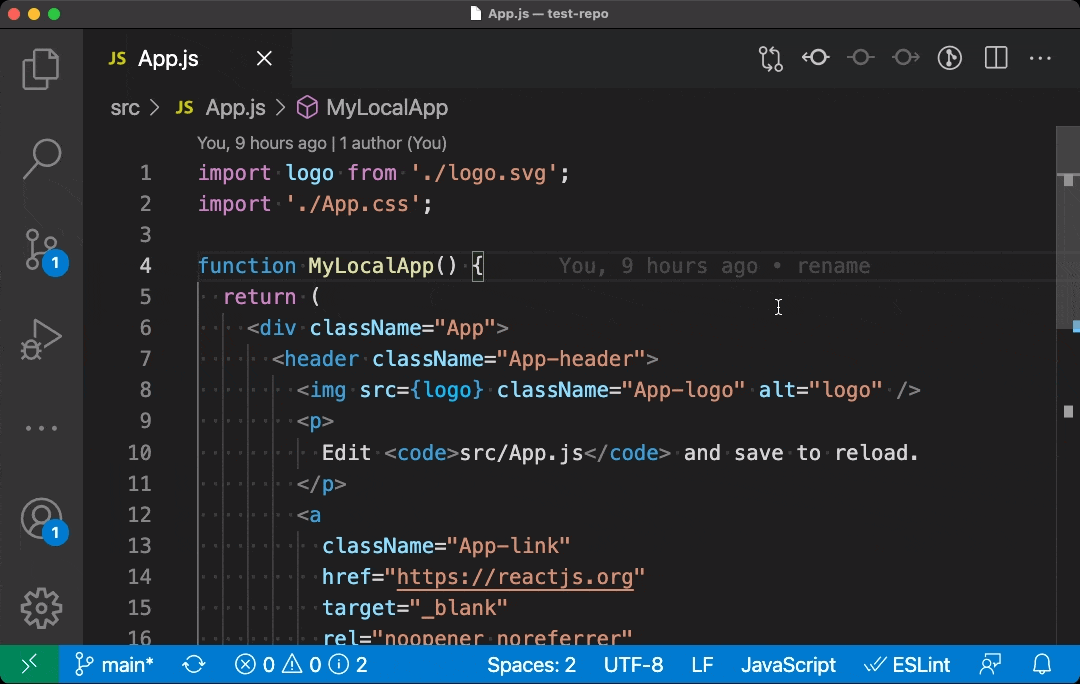 App.js — test-repo
JS App.js
src > JS App.js > MyLocalApp
You, 9 hours ago | 1 author (You)
1 import logo from './logo.svg';
2 import './App.css';
3
4 function MyLocalApp() { You, 9 hours ago • rename
5 return (
6 <div className="App">
7 <header className="App-header">
8 <img src={logo} className="App-logo" alt="logo" />
9 <p>
10 Edit <code>src/App.js</code> and save to reload.
11 </p>
12 <a
13 className="App-link"
14 href="https://reactjs.org"
15 target="_blank"
16 rel="noopener noreferrer"
1
1
main* 0 0 2 Spaces: 2 UTF-8 LF JavaScript ESLint